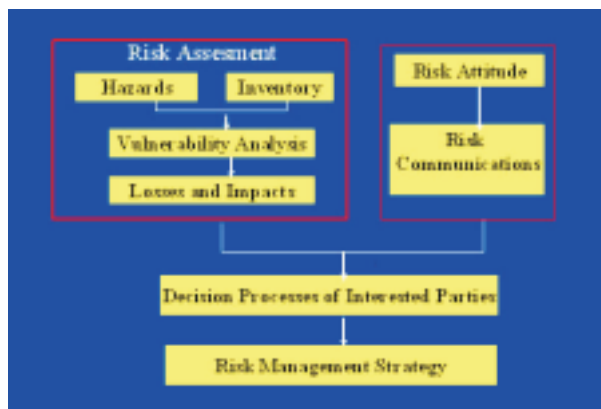 Risk Assesment
Hazards
Inventory
Vulnerability Analysis
Losses and Impacts
Risk Attitude
Risk
Communications
Decision Processes of Interested Parties
Risk Management Strategy